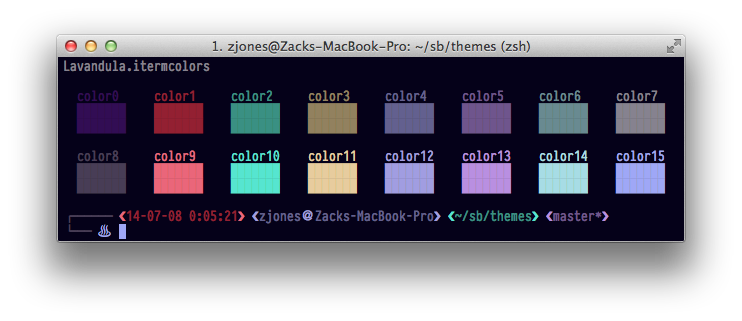 1. zjones@Zacks-MacBook-Pro: ~/sb/themes (zsh)
Lavandula.itermcolors
color0 color1 color2 color3 color4 color5 color6 color7
color8 color9 color10 color11 color12 color13 color14 color15
❮14-07-08 0:05:21❯ ❮zjones@Zacks-MacBook-Pro❯ ❮~/sb/themes❯ ❮master*❯
♨